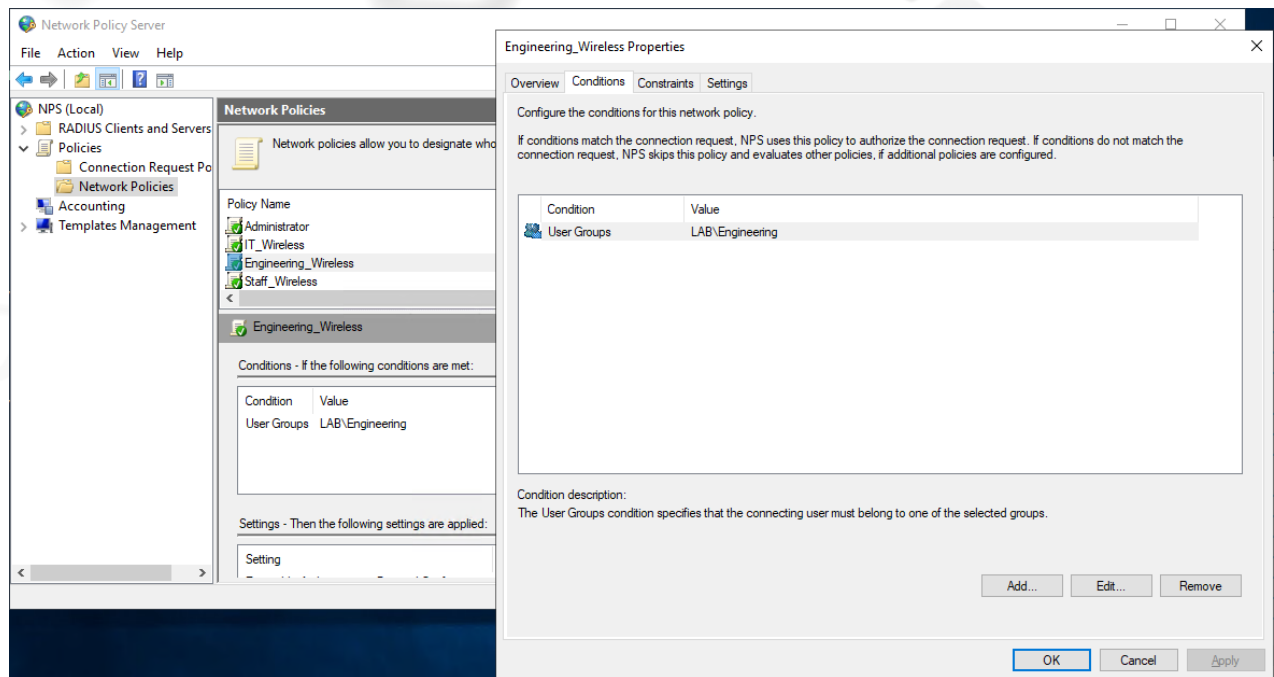 Network Policy Server
File Action View Help
NPS (Local)
RADIUS Clients and Servers
Policies
Connection Request Po
Network Policies
Accounting
Templates Management
Network Policies
Network policies allow you to designate who
Policy Name
Administrator
IT_Wireless
Engineering_Wireless
Staff_Wireless
Engineering_Wireless
Conditions - If the following conditions are met:
Condition Value
User Groups LAB\Engineering
Settings - Then the following settings are applied:
Setting
Engineering_Wireless Properties
Overview Conditions Constraints Settings
Configure the conditions for this network policy.
If conditions match the connection request, NPS uses this policy to authorize the connection request. If conditions do not match the
connection request, NPS skips this policy and evaluates other policies, if additional policies are configured.
Condition Value
User Groups LAB\Engineering
Condition description:
The User Groups condition specifies that the connecting user must belong to one of the selected groups.
Add... Edit... Remove
OK Cancel Apply